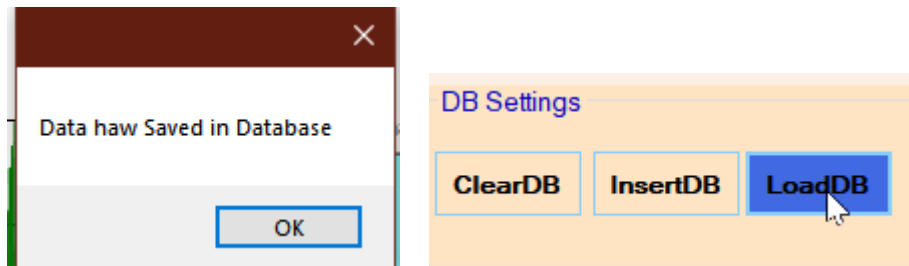 Data haw Saved in Database
OK
DB Settings
ClearDB InsertDB LoadDB